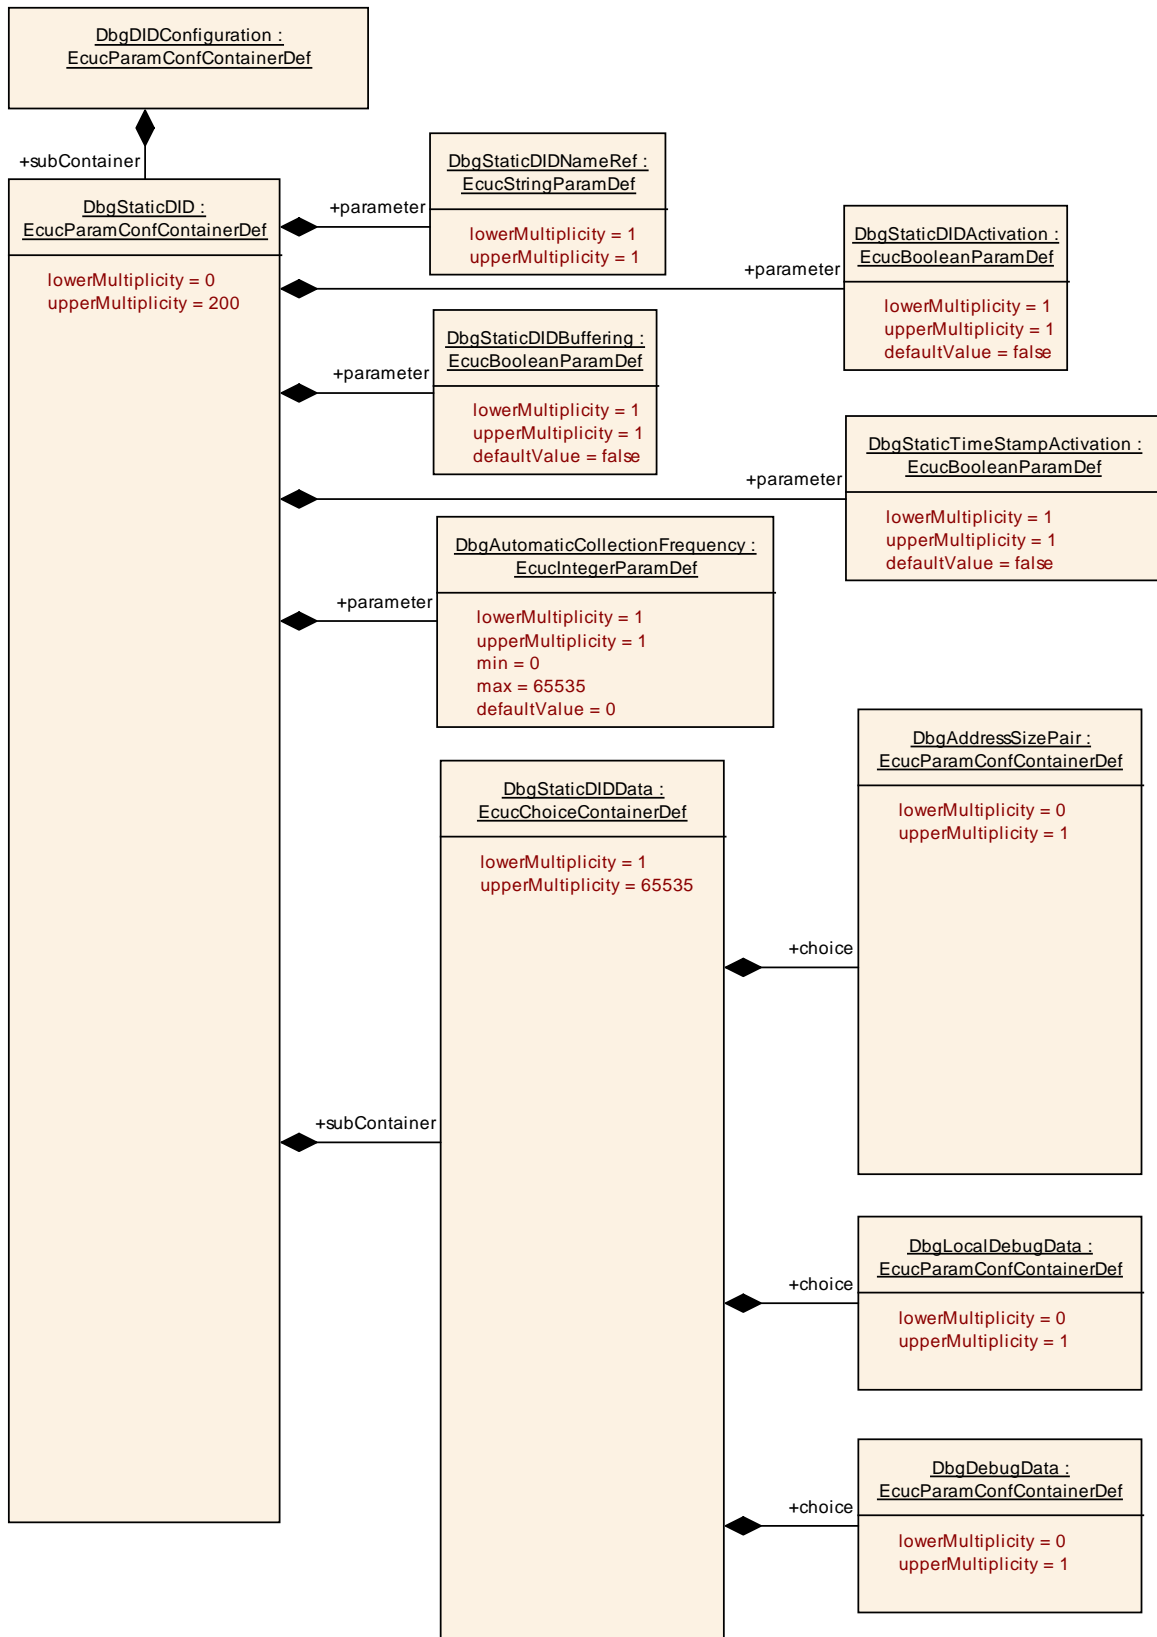 DbgDIDConfiguration :
EcucParamConfContainerDef
+subContainer
DbgStaticDID :
EcucParamConfContainerDef
lowerMultiplicity = 0
upperMultiplicity = 200
+parameter
DbgStaticDIDNameRef :
EcucStringParamDef
lowerMultiplicity = 1
upperMultiplicity = 1
+parameter
DbgStaticDIDActivation :
EcucBooleanParamDef
lowerMultiplicity = 1
upperMultiplicity = 1
defaultValue = false
+parameter
DbgStaticDIDBuffering :
EcucBooleanParamDef
lowerMultiplicity = 1
upperMultiplicity = 1
defaultValue = false
+parameter
DbgStaticTimeStampActivation :
EcucBooleanParamDef
lowerMultiplicity = 1
upperMultiplicity = 1
defaultValue = false
+parameter
DbgAutomaticCollectionFrequency :
EcucIntegerParamDef
lowerMultiplicity = 1
upperMultiplicity = 1
min = 0
max = 65535
defaultValue = 0
+subContainer
DbgStaticDIDData :
EcucChoiceContainerDef
lowerMultiplicity = 1
upperMultiplicity = 65535
+choice
DbgAddressSizePair :
EcucParamConfContainerDef
lowerMultiplicity = 0
upperMultiplicity = 1
+choice
DbgLocalDebugData :
EcucParamConfContainerDef
lowerMultiplicity = 0
upperMultiplicity = 1
+choice
DbgDebugData :
EcucParamConfContainerDef
lowerMultiplicity = 0
upperMultiplicity = 1